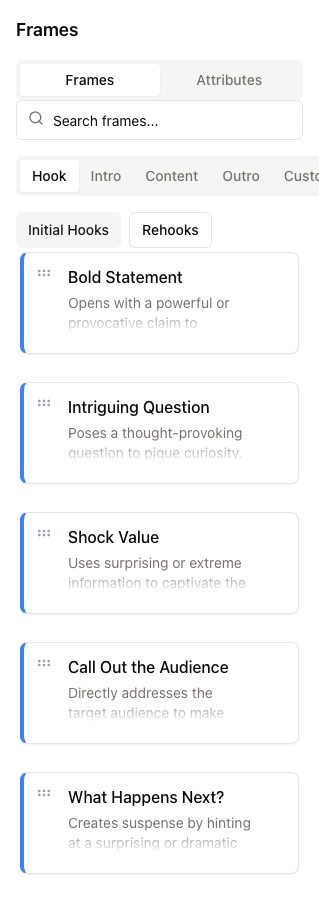 Frames
Frames Attributes
Search frames...
Hook Intro Content Outro Custo
Initial Hooks Rehooks
Bold Statement
Opens with a powerful or
provocative claim to
Intriguing Question
Poses a thought-provoking
question to pique curiosity.
Shock Value
Uses surprising or extreme
information to captivate the
Call Out the Audience
Directly addresses the
target audience to make
What Happens Next?
Creates suspense by hinting
at a surprising or dramatic